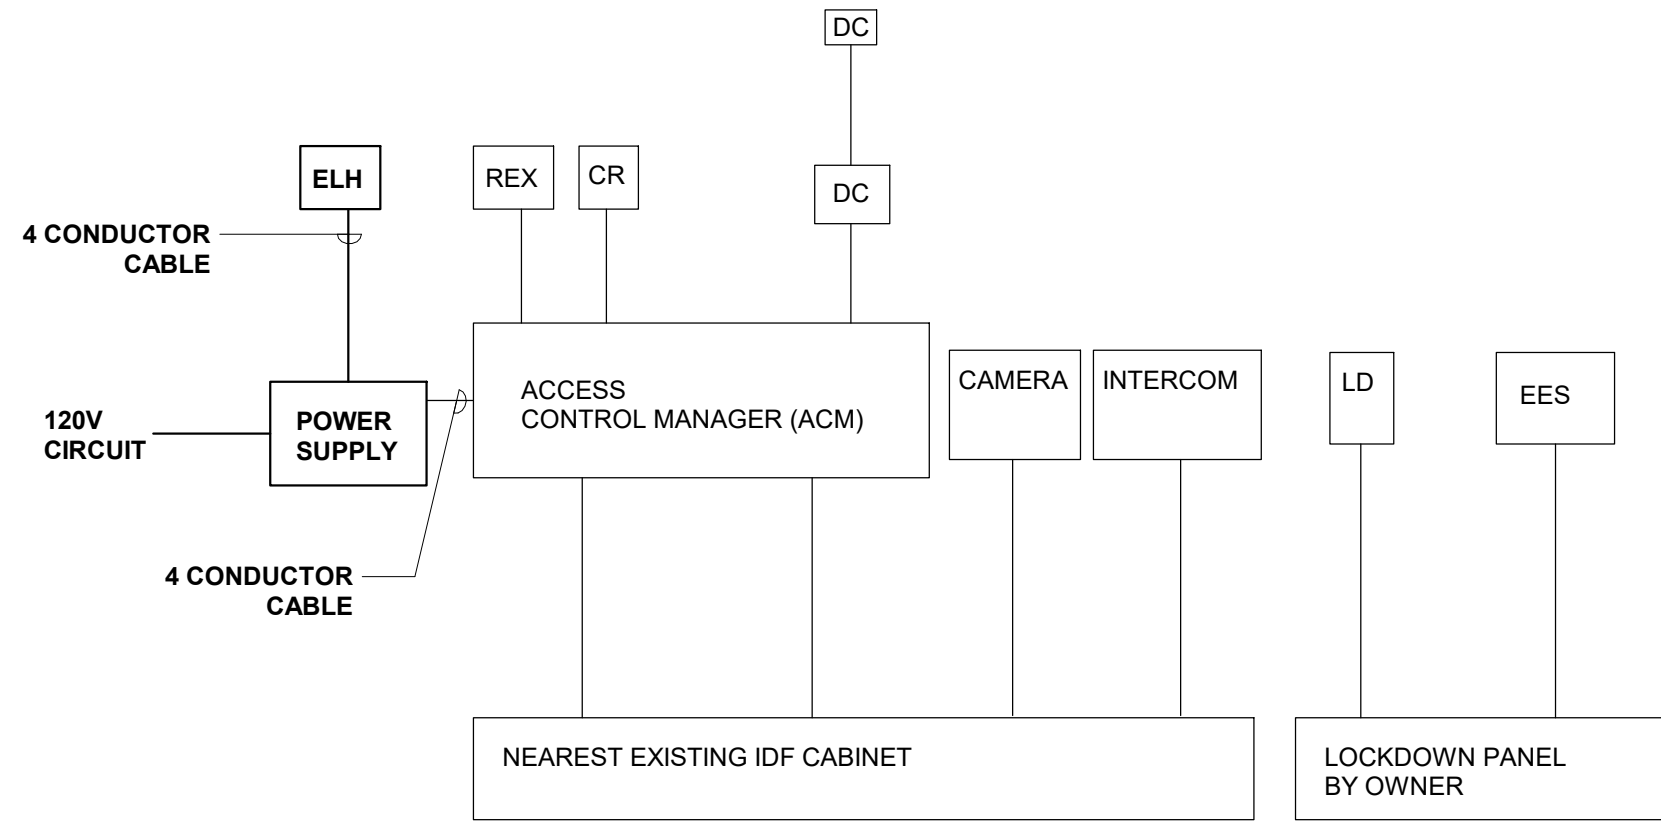 DC
ELH
REX
CR
DC
4 CONDUCTOR
CABLE
120V
CIRCUIT
POWER
SUPPLY
ACCESS
CONTROL MANAGER (ACM)
CAMERA
INTERCOM
LD
EES
4 CONDUCTOR
CABLE
NEAREST EXISTING IDF CABINET
LOCKDOWN PANEL
BY OWNER